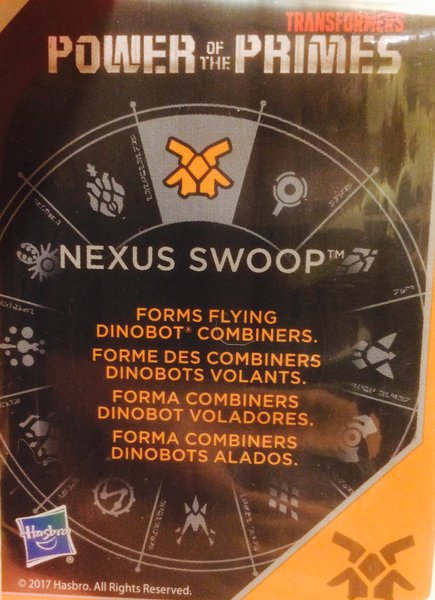 TRANSFORMERS
POWER OF THE PRIMES
NEXUS SWOOP™
FORMS FLYING
DINOBOT® COMBINERS.
FORME DES COMBINERS
DINOBOTS VOLANTS.
FORMA COMBINERS
DINOBOT VOLADORES.
FORMA COMBINERS
DINOBOTS ALADOS.
Hasbro®
© 2017 Hasbro. All Rights Reserved.